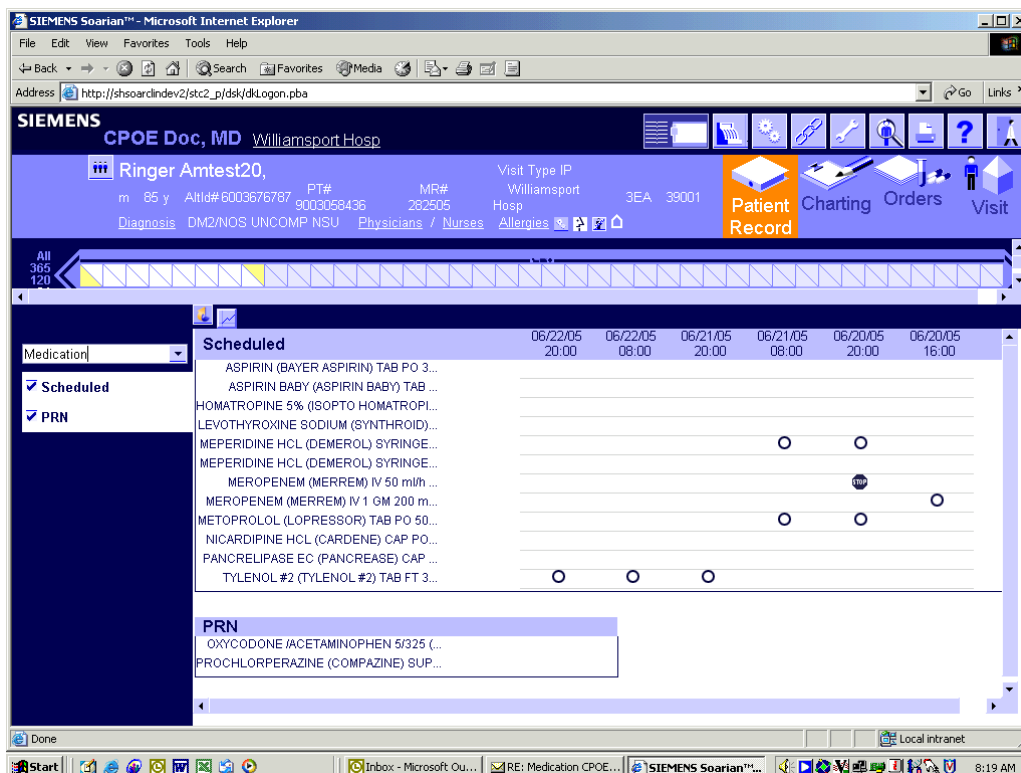 SIEMENS Soarian™ - Microsoft Internet Explorer
File Edit View Favorites Tools Help
Back Search Favorites Media
Address http://shsoarclindev2/stc2_p/dsk/dkLogon.pba Go Links
SIEMENS
CPOE Doc, MD Williamsport Hosp
Ringer Amtest20, Visit Type IP
m 85 y AltId# 6003676787 PT# 9003058436 MR# 282505 Williamsport Hosp 3EA 39001
Diagnosis DM2/NOS UNCOMP NSU Physicians / Nurses Allergies
Patient Record Charting Orders Visit
All
365
120
Medication
Scheduled
PRN
Scheduled 06/22/05 20:00 06/22/05 08:00 06/21/05 20:00 06/21/05 08:00 06/20/05 20:00 06/20/05 16:00
ASPIRIN (BAYER ASPIRIN) TAB PO 3...
ASPIRIN BABY (ASPIRIN BABY) TAB ...
HOMATROPINE 5% (ISOPTO HOMATROPI...
LEVOTHYROXINE SODIUM (SYNTHROID)...
MEPERIDINE HCL (DEMEROL) SYRINGE...
MEPERIDINE HCL (DEMEROL) SYRINGE...
MEROPENEM (MERREM) IV 50 ml/h ... STOP
MEROPENEM (MERREM) IV 1 GM 200 m...
METOPROLOL (LOPRESSOR) TAB PO 50...
NICARDIPINE HCL (CARDENE) CAP PO...
PANCRELIPASE EC (PANCREASE) CAP ...
TYLENOL #2 (TYLENOL #2) TAB FT 3...
PRN
OXYCODONE /ACETAMINOPHEN 5/325 (...
PROCHLORPERAZINE (COMPAZINE) SUP...
Done Local intranet
Start Inbox - Microsoft Ou... RE: Medication CPOE... SIEMENS Soarian™... 8:19 AM